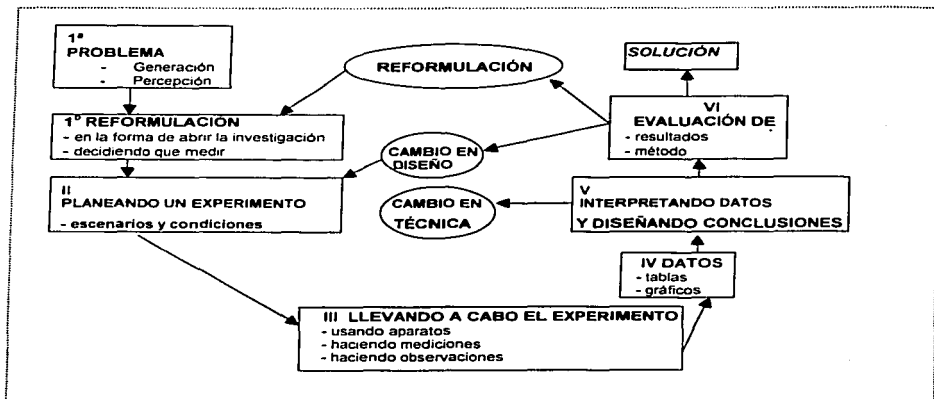 1ª
PROBLEMA
- Generación
- Percepción
REFORMULACIÓN
SOLUCIÓN
1º REFORMULACIÓN
- en la forma de abrir la investigación
- decidiendo que medir
VI
EVALUACIÓN DE
- resultados
- método
CAMBIO EN
DISEÑO
II
PLANEANDO UN EXPERIMENTO
- escenarios y condiciones
CAMBIO EN
TÉCNICA
V
INTERPRETANDO DATOS
Y DISEÑANDO CONCLUSIONES
IV DATOS
- tablas
- gráficos
III LLEVANDO A CABO EL EXPERIMENTO
- usando aparatos
- haciendo mediciones
- haciendo observaciones